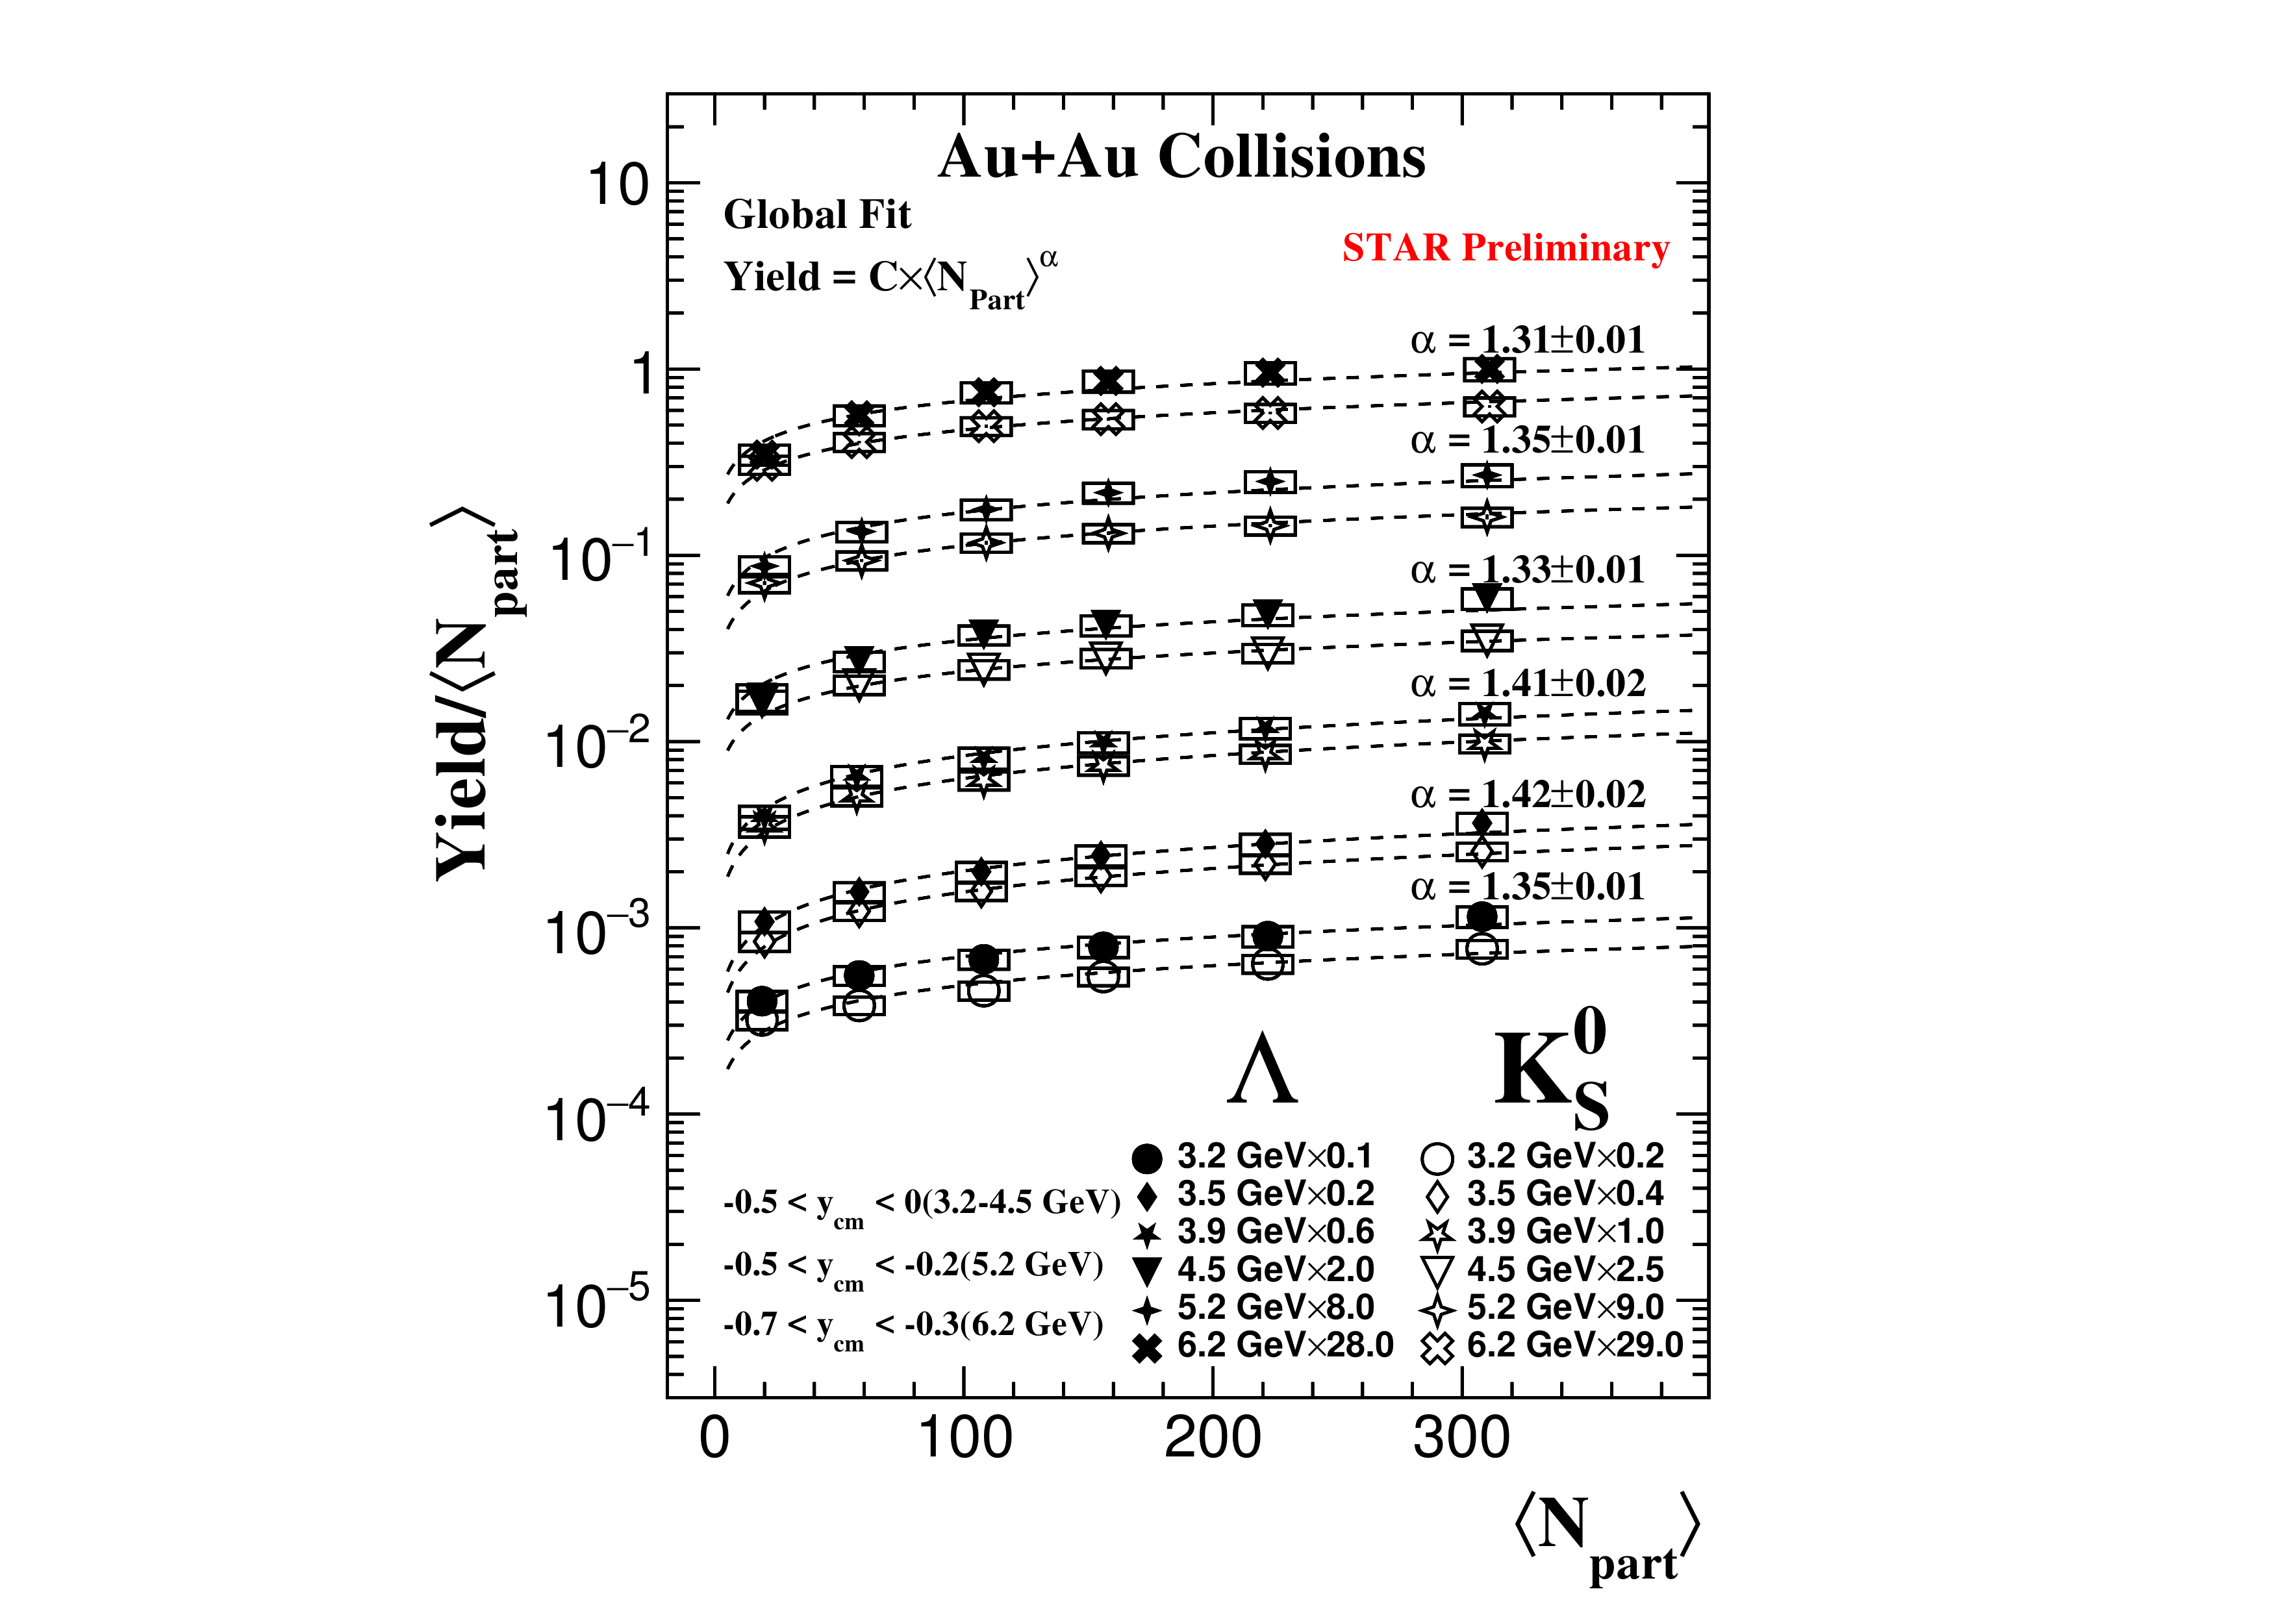 Au+Au Collisions
Global Fit
STAR Preliminary
Yield = C×⟨N_Part⟩^α
α = 1.31±0.01
α = 1.35±0.01
α = 1.33±0.01
α = 1.41±0.02
α = 1.42±0.02
α = 1.35±0.01
Yield/⟨N_part⟩
10
1
10⁻¹
10⁻²
10⁻³
10⁻⁴
10⁻⁵
Λ K⁰_S
3.2 GeV×0.1 3.2 GeV×0.2
3.5 GeV×0.2 3.5 GeV×0.4
3.9 GeV×0.6 3.9 GeV×1.0
4.5 GeV×2.0 4.5 GeV×2.5
5.2 GeV×8.0 5.2 GeV×9.0
6.2 GeV×28.0 6.2 GeV×29.0
-0.5 < y_cm < 0(3.2-4.5 GeV)
-0.5 < y_cm < -0.2(5.2 GeV)
-0.7 < y_cm < -0.3(6.2 GeV)
0 100 200 300
⟨N_part⟩